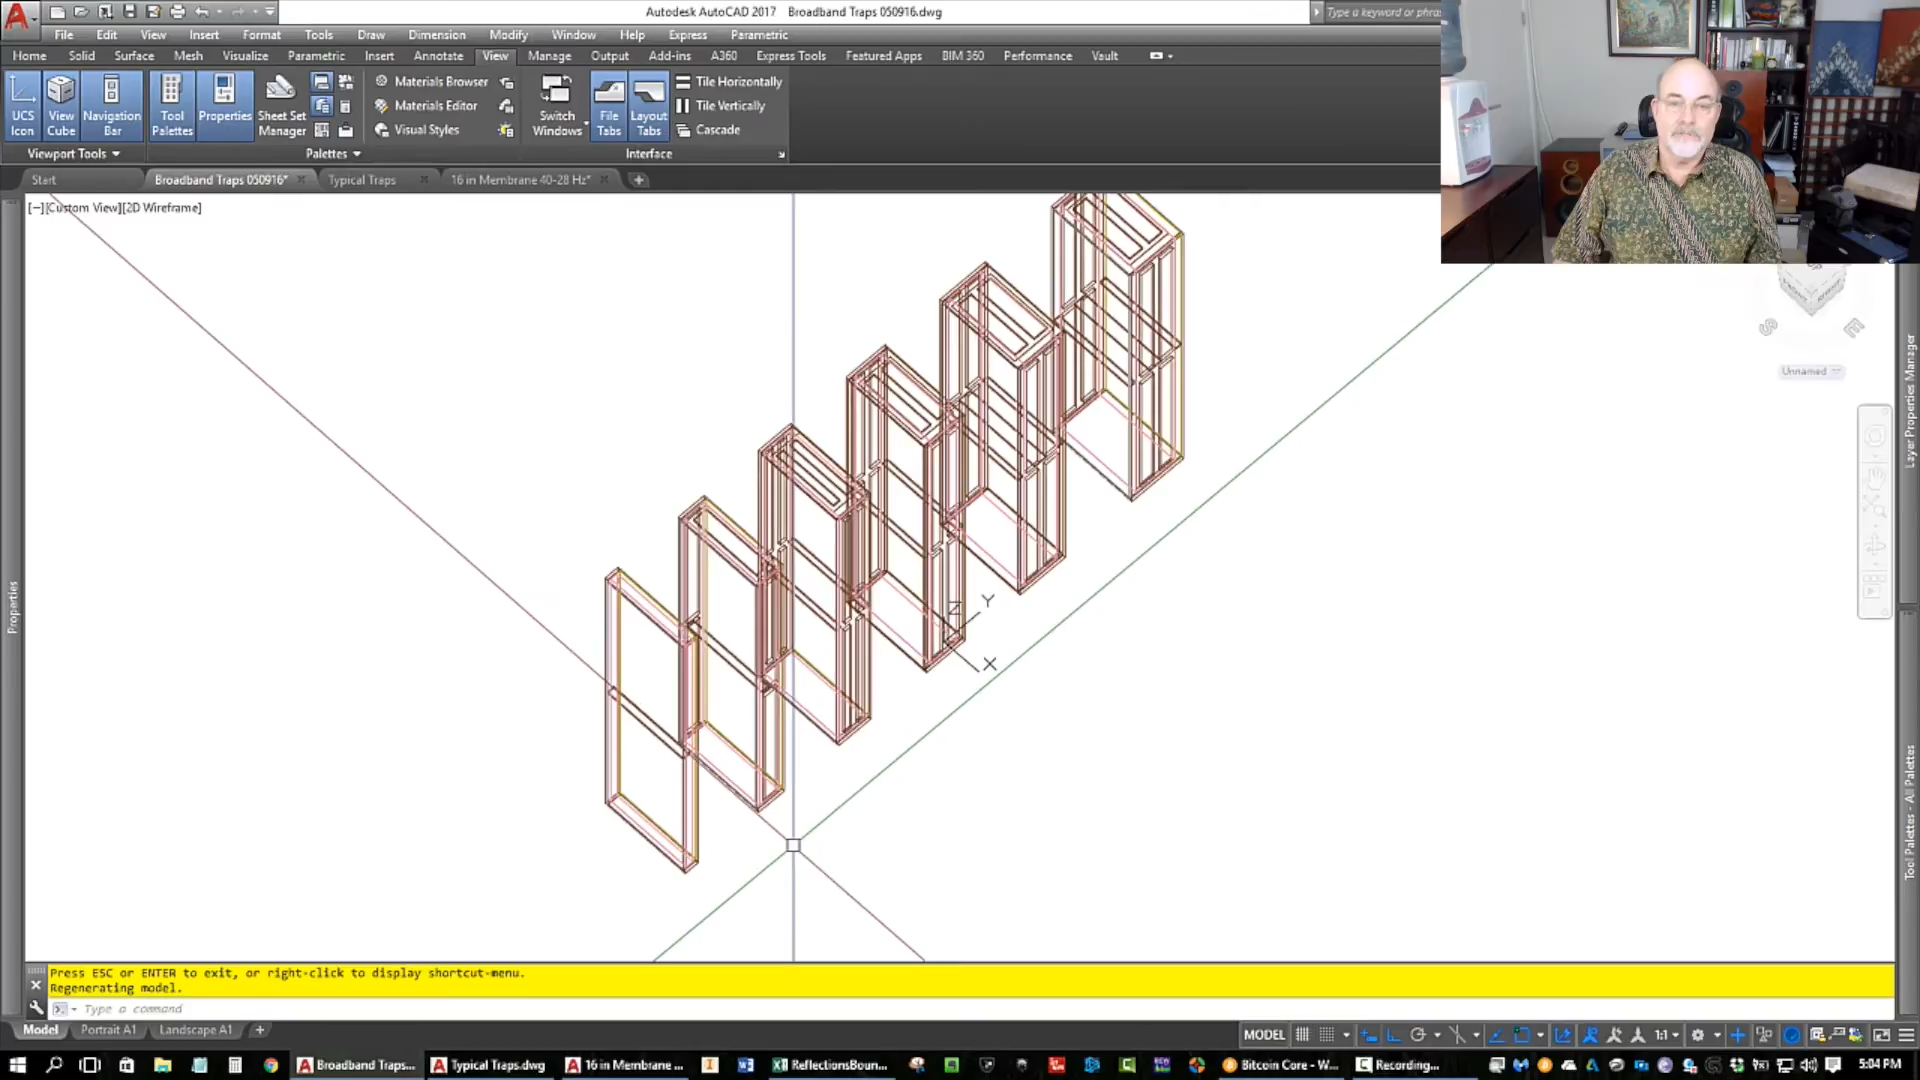 Autodesk AutoCAD 2017 Broadband Traps 050916.dwg
Type a keyword or phras
File Edit View Insert Format Tools Draw Dimension Modify Window Help Express Parametric
Home Solid Surface Mesh Visualize Parametric Insert Annotate View Manage Output Add-ins A360 Express Tools Featured Apps BIM 360 Performance Vault
UCS Icon
View Cube
Navigation Bar
Tool Palettes
Properties
Sheet Set Manager
Materials Browser
Materials Editor
Visual Styles
Switch Windows
File Tabs
Layout Tabs
Tile Horizontally
Tile Vertically
Cascade
Viewport Tools Palettes Interface
Start Broadband Traps 050916* Typical Traps 16 in Membrane 40-28 Hz*
[−][Custom View][2D Wireframe]
S E
Unnamed
Z Y
X
Properties
Layer Properties Manager
Tool Palettes - All Palettes
Press ESC or ENTER to exit, or right-click to display shortcut-menu.
Regenerating model.
Type a command
Model Portrait A1 Landscape A1
MODEL 1:1
Broadband Traps... Typical Traps.dwg 16 in Membrane ... ReflectionsBoun... Bitcoin Core - W... Recording... 5:04 PM